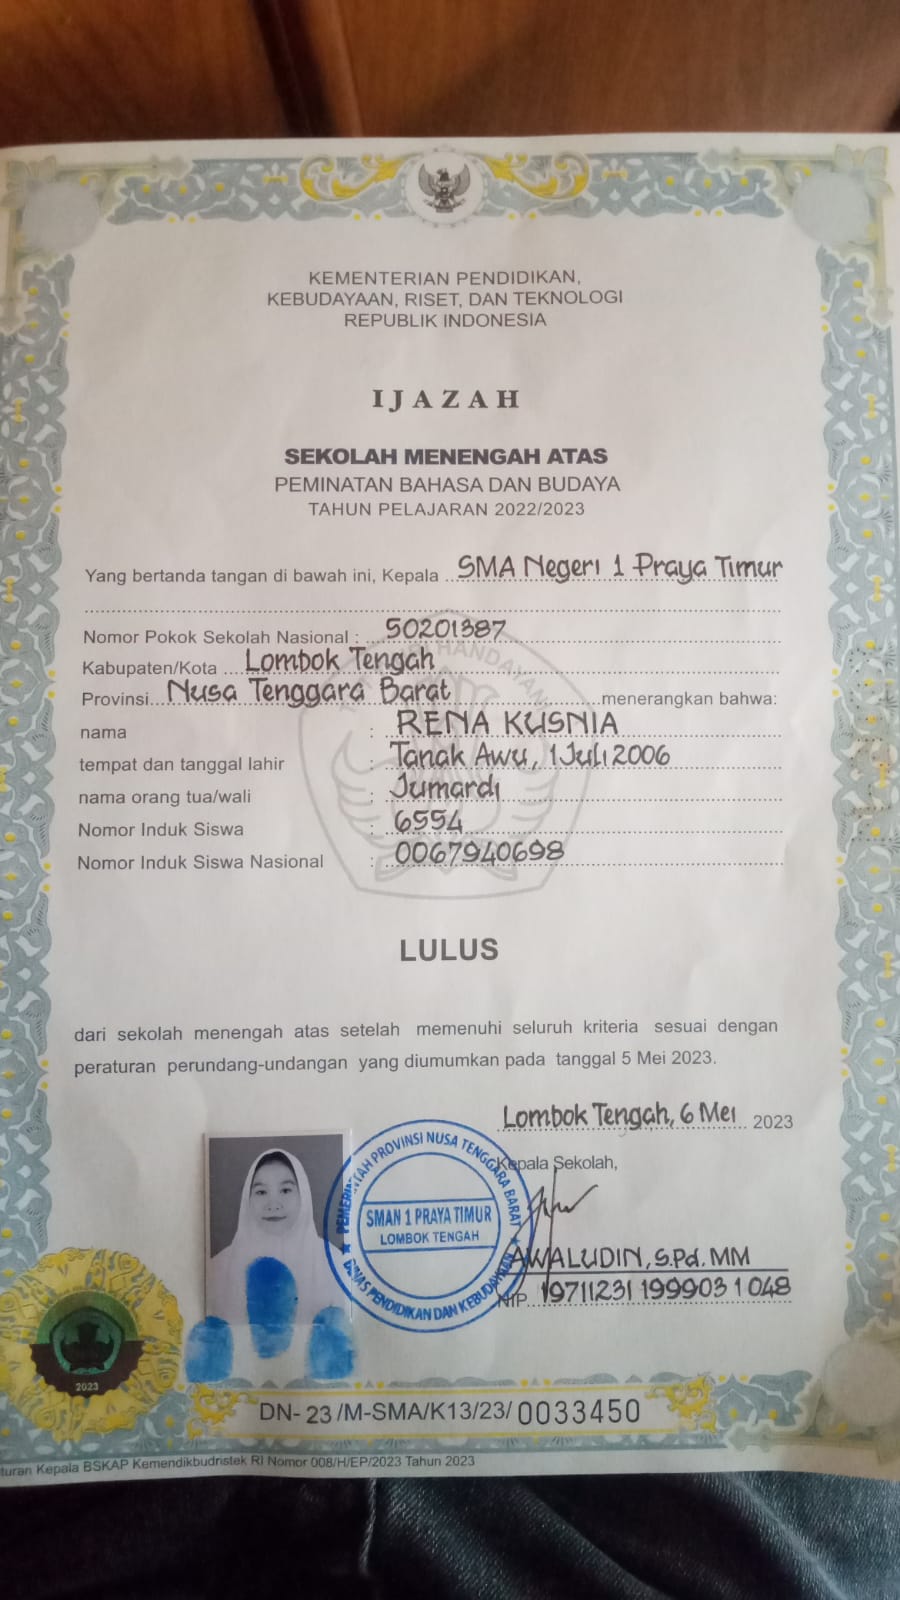 KEMENTERIAN PENDIDIKAN,
KEBUDAYAAN, RISET, DAN TEKNOLOGI
REPUBLIK INDONESIA
IJAZAH
SEKOLAH MENENGAH ATAS
PEMINATAN BAHASA DAN BUDAYA
TAHUN PELAJARAN 2022/2023
Yang bertanda tangan di bawah ini, Kepala SMA Negeri 1 Praya Timur
Nomor Pokok Sekolah Nasional : 50201387
Kabupaten/Kota Lombok Tengah
Provinsi Nusa Tenggara Barat menerangkan bahwa:
nama : RENA KUSNIA
tempat dan tanggal lahir : Tanak Awu, 1 Juli 2006
nama orang tua/wali : Jumardi
Nomor Induk Siswa : 6554
Nomor Induk Siswa Nasional : 0067940698
LULUS
dari sekolah menengah atas setelah memenuhi seluruh kriteria sesuai dengan
peraturan perundang-undangan yang diumumkan pada tanggal 5 Mei 2023.
Lombok Tengah, 6 Mei 2023
Kepala Sekolah,
PEMERINTAH PROVINSI NUSA TENGGARA BARAT
SMAN 1 PRAYA TIMUR
LOMBOK TENGAH
DINAS PENDIDIKAN DAN KEBUDAYAAN
AWALUDIN, S.Pd. MM
NIP 19711231 199903 1 048
2023
DN-23/M-SMA/K13/23/0033450
Kepala BSKAP Kemendikbudristek RI Nomor 008/H/EP/2023 Tahun 2023